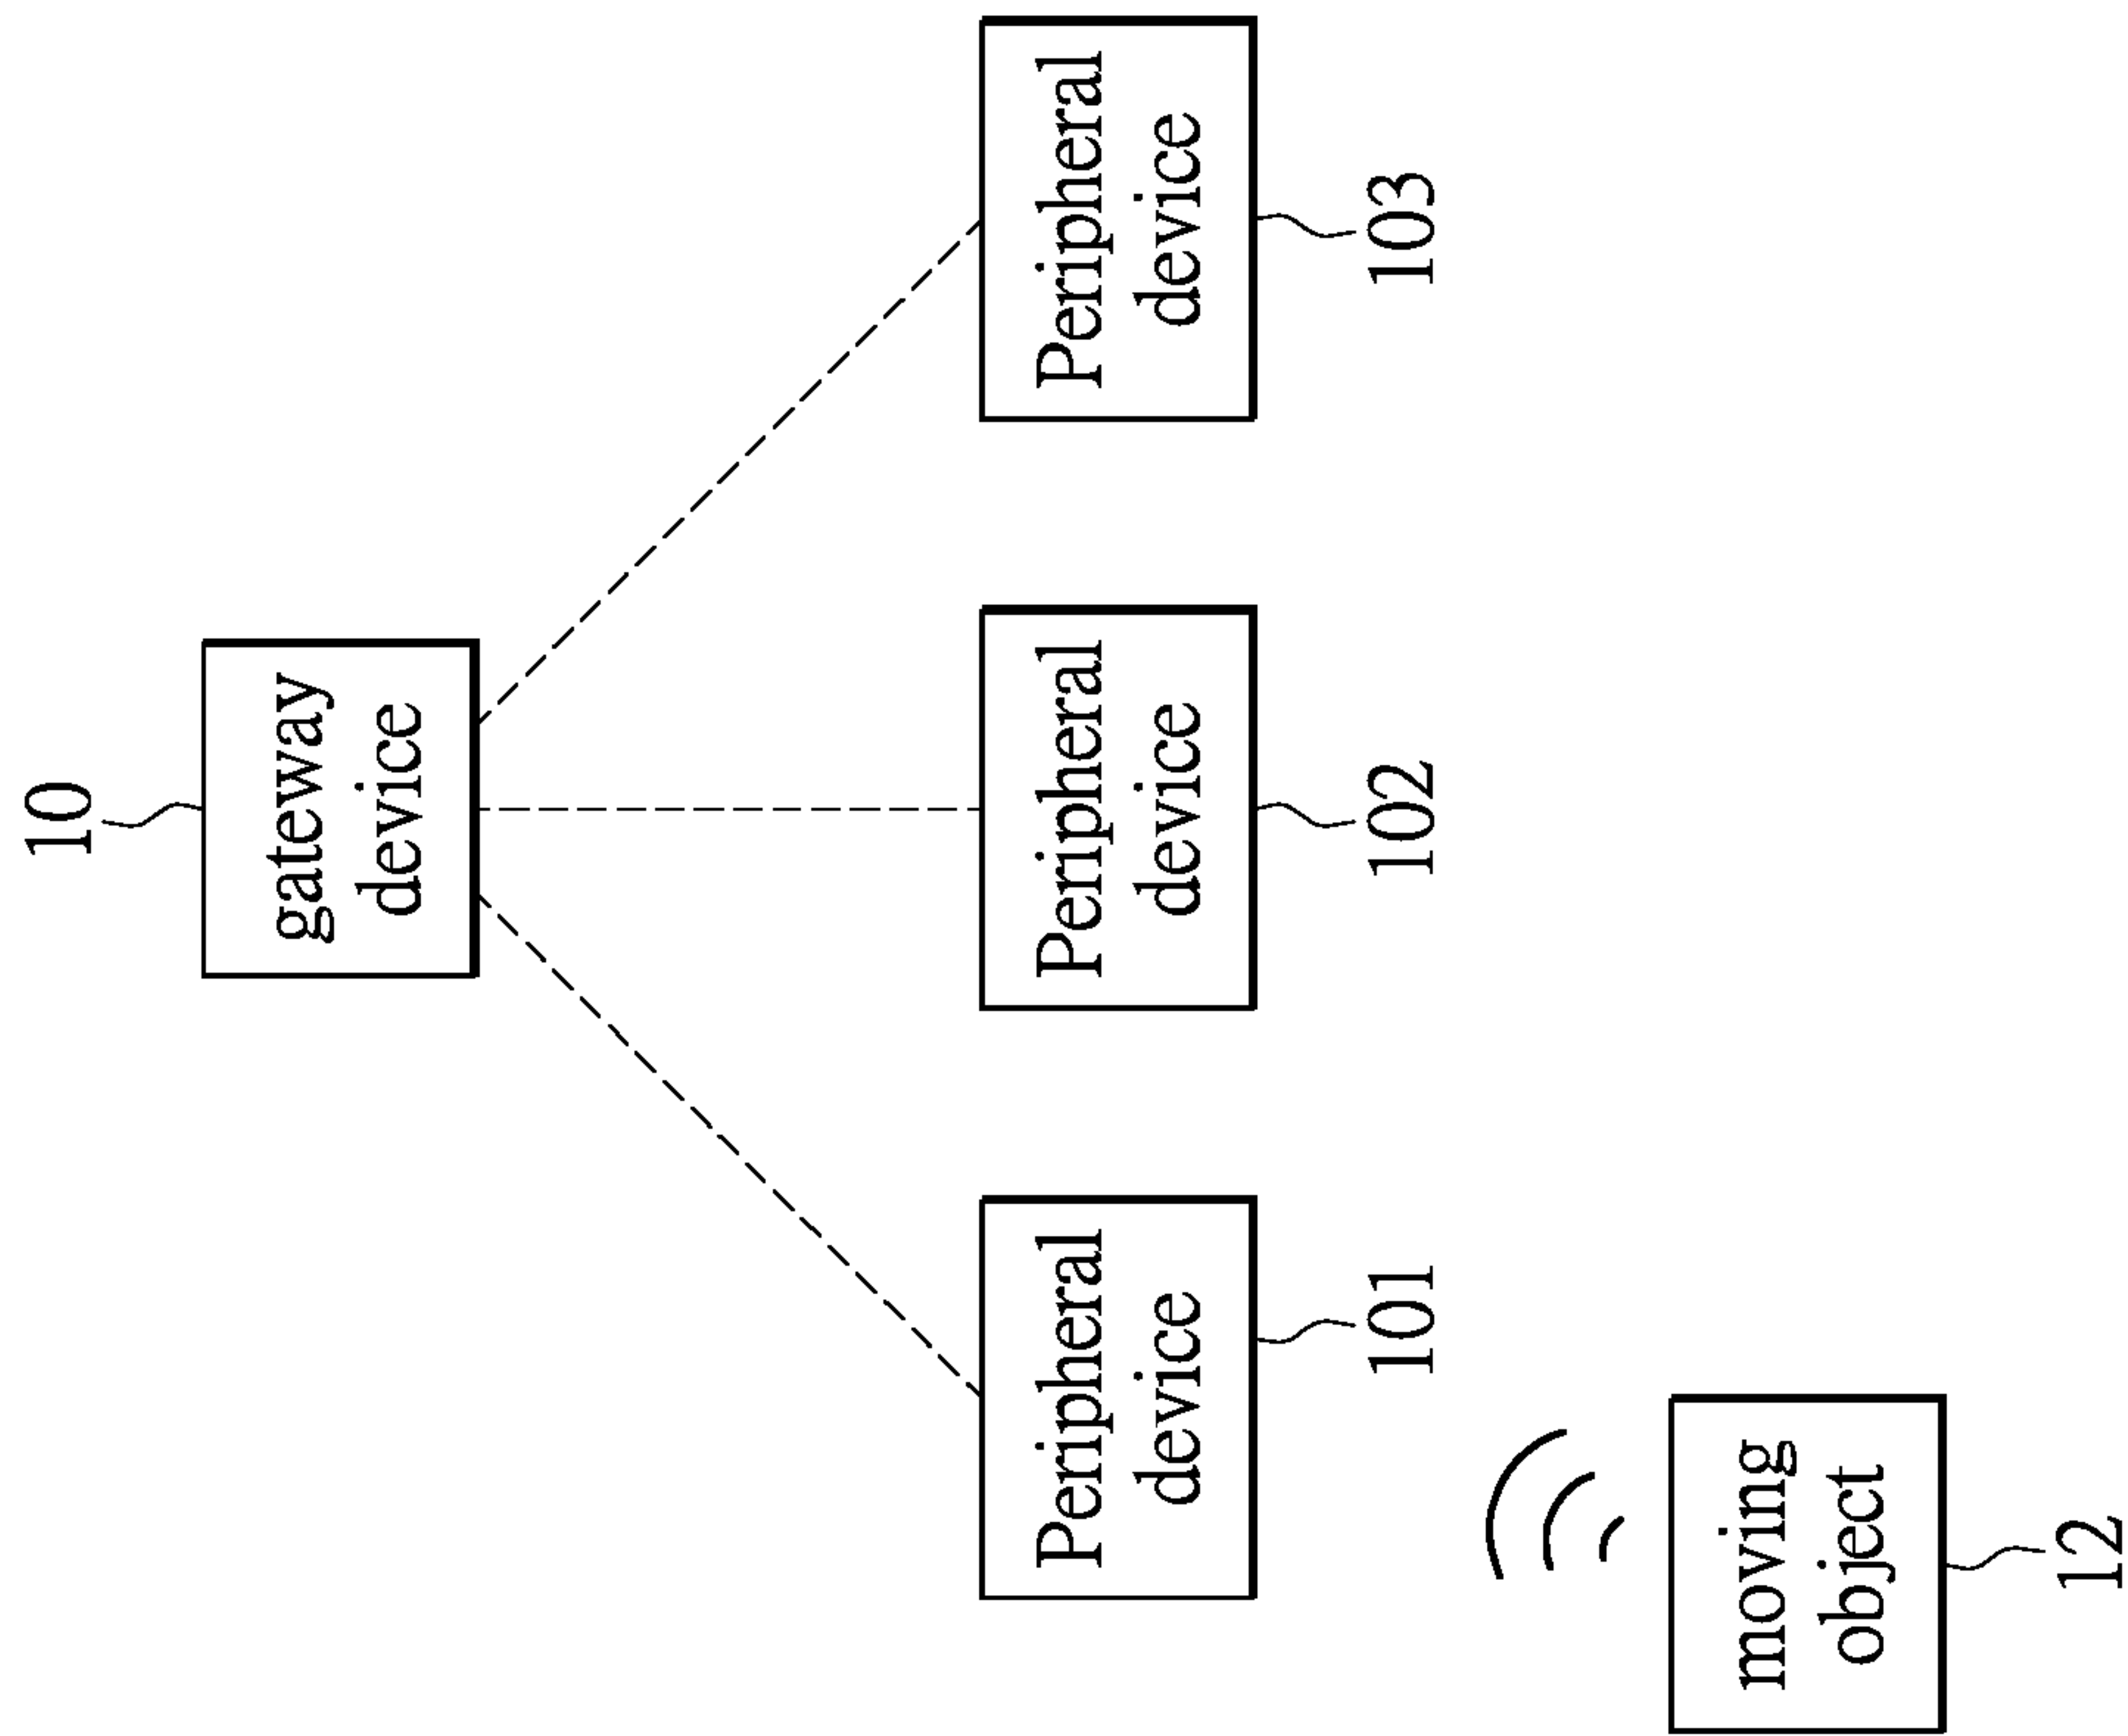 10
gateway
device
Peripheral
device
101
Peripheral
device
102
Peripheral
device
103
moving
object
12